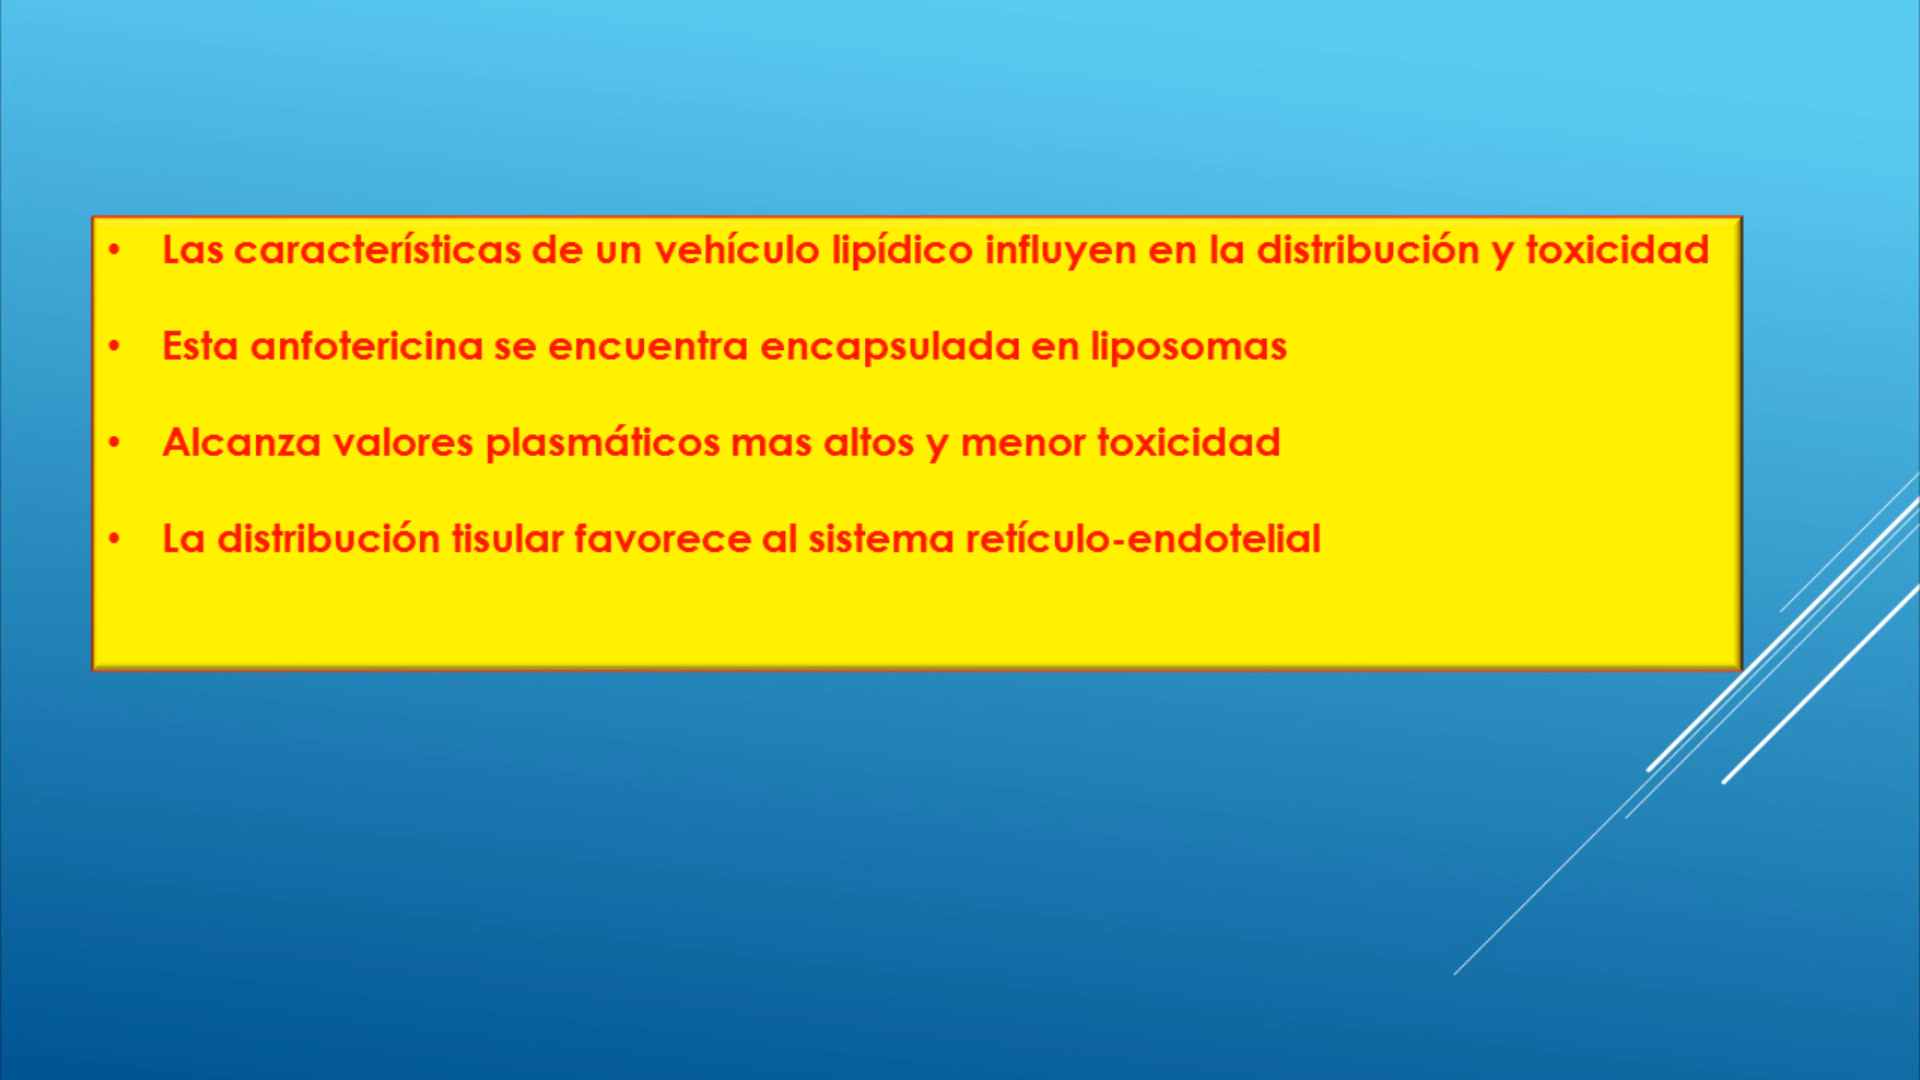 • Las características de un vehículo lipídico influyen en la distribución y toxicidad
• Esta anfotericina se encuentra encapsulada en liposomas
• Alcanza valores plasmáticos mas altos y menor toxicidad
• La distribución tisular favorece al sistema retículo-endotelial